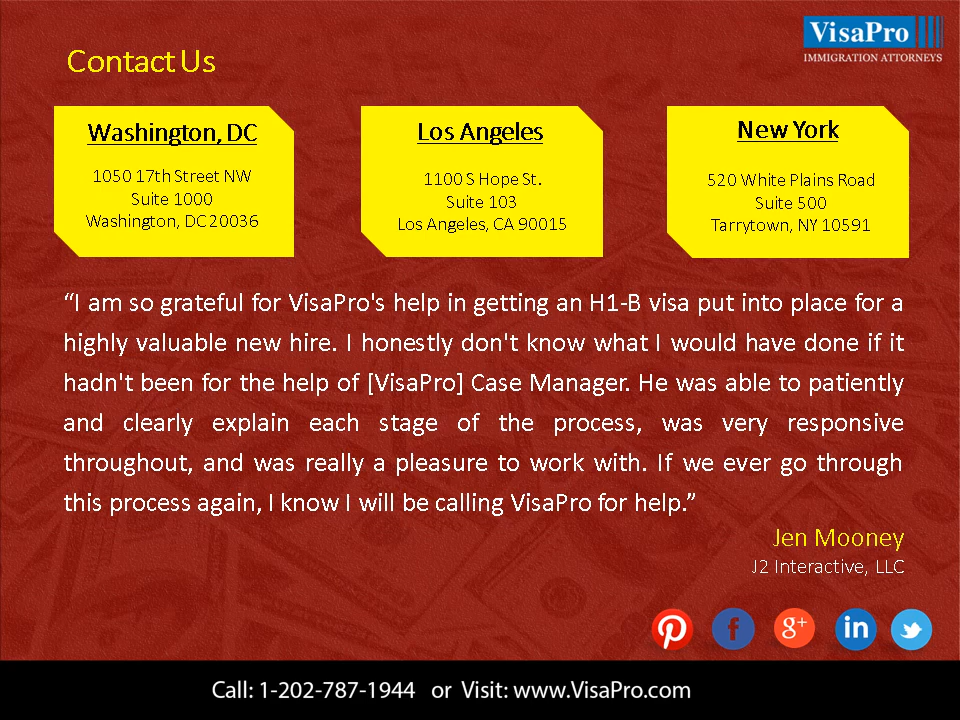 VisaPro
IMMIGRATION ATTORNEYS
Contact Us
Washington, DC
1050 17th Street NW
Suite 1000
Washington, DC 20036
Los Angeles
1100 S Hope St.
Suite 103
Los Angeles, CA 90015
New York
520 White Plains Road
Suite 500
Tarrytown, NY 10591
“I am so grateful for VisaPro's help in getting an H1-B visa put into place for a
highly valuable new hire. I honestly don't know what I would have done if it
hadn't been for the help of [VisaPro] Case Manager. He was able to patiently
and clearly explain each stage of the process, was very responsive
throughout, and was really a pleasure to work with. If we ever go through
this process again, I know I will be calling VisaPro for help.”
Jen Mooney
J2 Interactive, LLC
f
g+
in
Call: 1-202-787-1944 or Visit: www.VisaPro.com